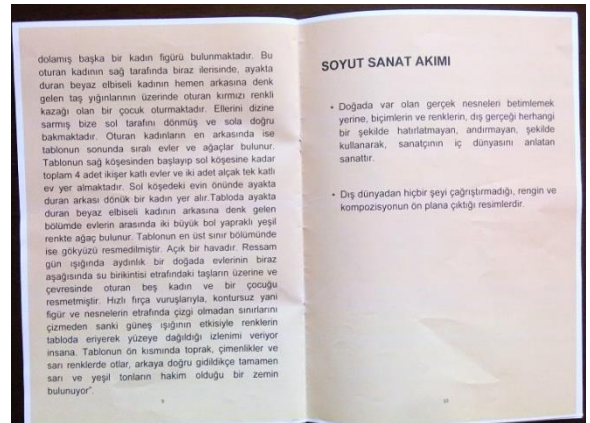 dolamış başka bir kadın figürü bulunmaktadır. Bu
oturan kadının sağ tarafında biraz ilerisinde, ayakta
duran beyaz elbiseli kadının hemen arkasına denk
gelen taş yığınlarının üzerinde oturan kırmızı renkli
kazağı olan bir çocuk oturmaktadır. Ellerini dizine
sarmış bize sol tarafını dönmüş ve sola doğru
bakmaktadır. Oturan kadınların en arkasında ise
tablonun sonunda sıralı evler ve ağaçlar bulunur.
Tablonun sağ köşesinden başlayıp sol köşesine kadar
toplam 4 adet ikişer katlı ev ve iki adet alçak tek katlı
ev yer almaktadır. Sol köşedeki evin önünde ayakta
duran arkası dönük bir kadın yer alır.Tabloda ayakta
duran beyaz elbiseli kadının arkasına denk gelen
bölümde evlerin arasında iki büyük bol yapraklı yeşil
renkte ağaç bulunur. Tablonun en üst sınır bölümünde
ise gökyüzü resmedilmiştir. Açık bir havadır. Ressam
gün ışığında aydınlık bir doğada evlerinin biraz
aşağısında su birikintisi etrafındaki taşların üzerine ve
çevresinde oturan beş kadın ve bir çocuğu
resmetmiştir. Hızlı fırça vuruşlarıyla, kontursuz yani
figür ve nesnelerin etrafında çizgi olmadan sınırlarını
çizmeden sanki güneş ışığının etkisiyle renklerin
tabloda eriyerek yüzeye dağıldığı izlenimi veriyor
insana. Tablonun ön kısmında toprak, çimenlikler ve
sarı renklerde otlar, arkaya doğru gidildikçe tamamen
sarı ve yeşil tonların hakim olduğu bir zemin
bulunuyor".
9
SOYUT SANAT AKIMI
• Doğada var olan gerçek nesneleri betimlemek
yerine, biçimlerin ve renklerin, dış gerçeği herhangi
bir şekilde hatırlatmayan, andırmayan, şekilde
kullanarak, sanatçının iç dünyasını anlatan
sanattır.
• Dış dünyadan hiçbir şeyi çağrıştırmadığı, rengin ve
kompozisyonun ön plana çıktığı resimlerdir.